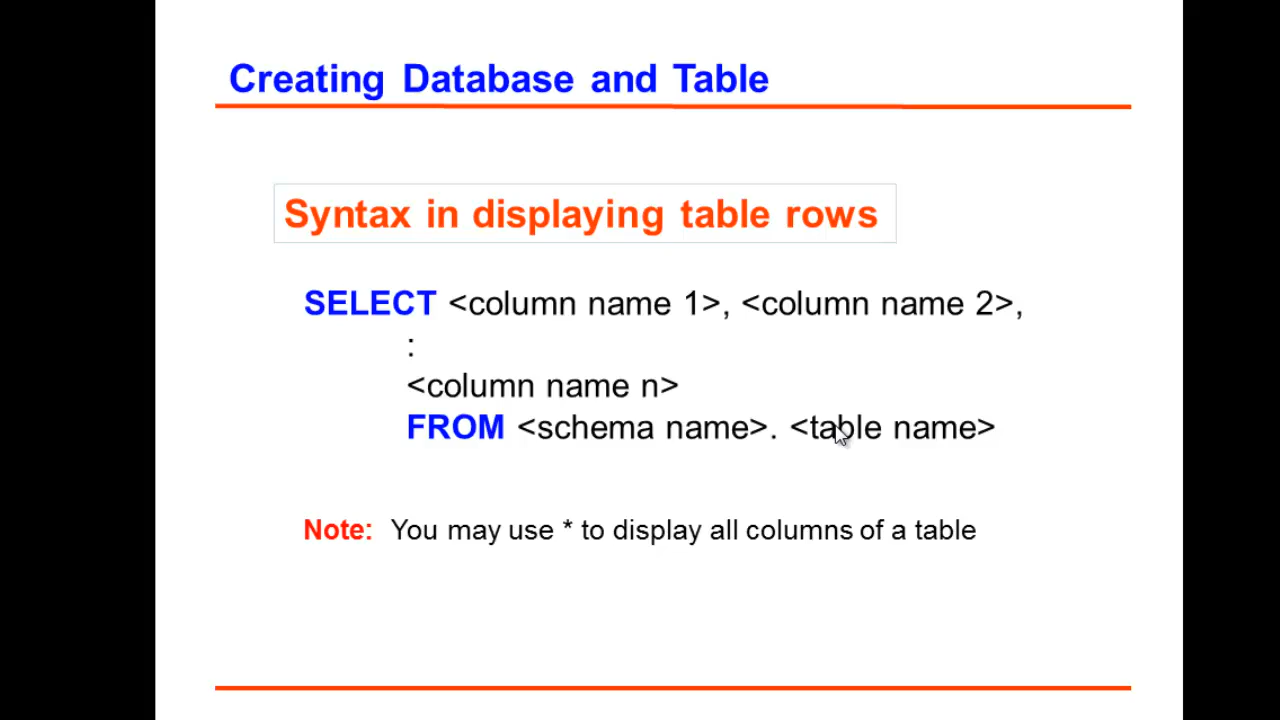 Creating Database and Table
Syntax in displaying table rows
SELECT <column name 1>, <column name 2>,
:
<column name n>
FROM <schema name>. <table name>
Note: You may use * to display all columns of a table